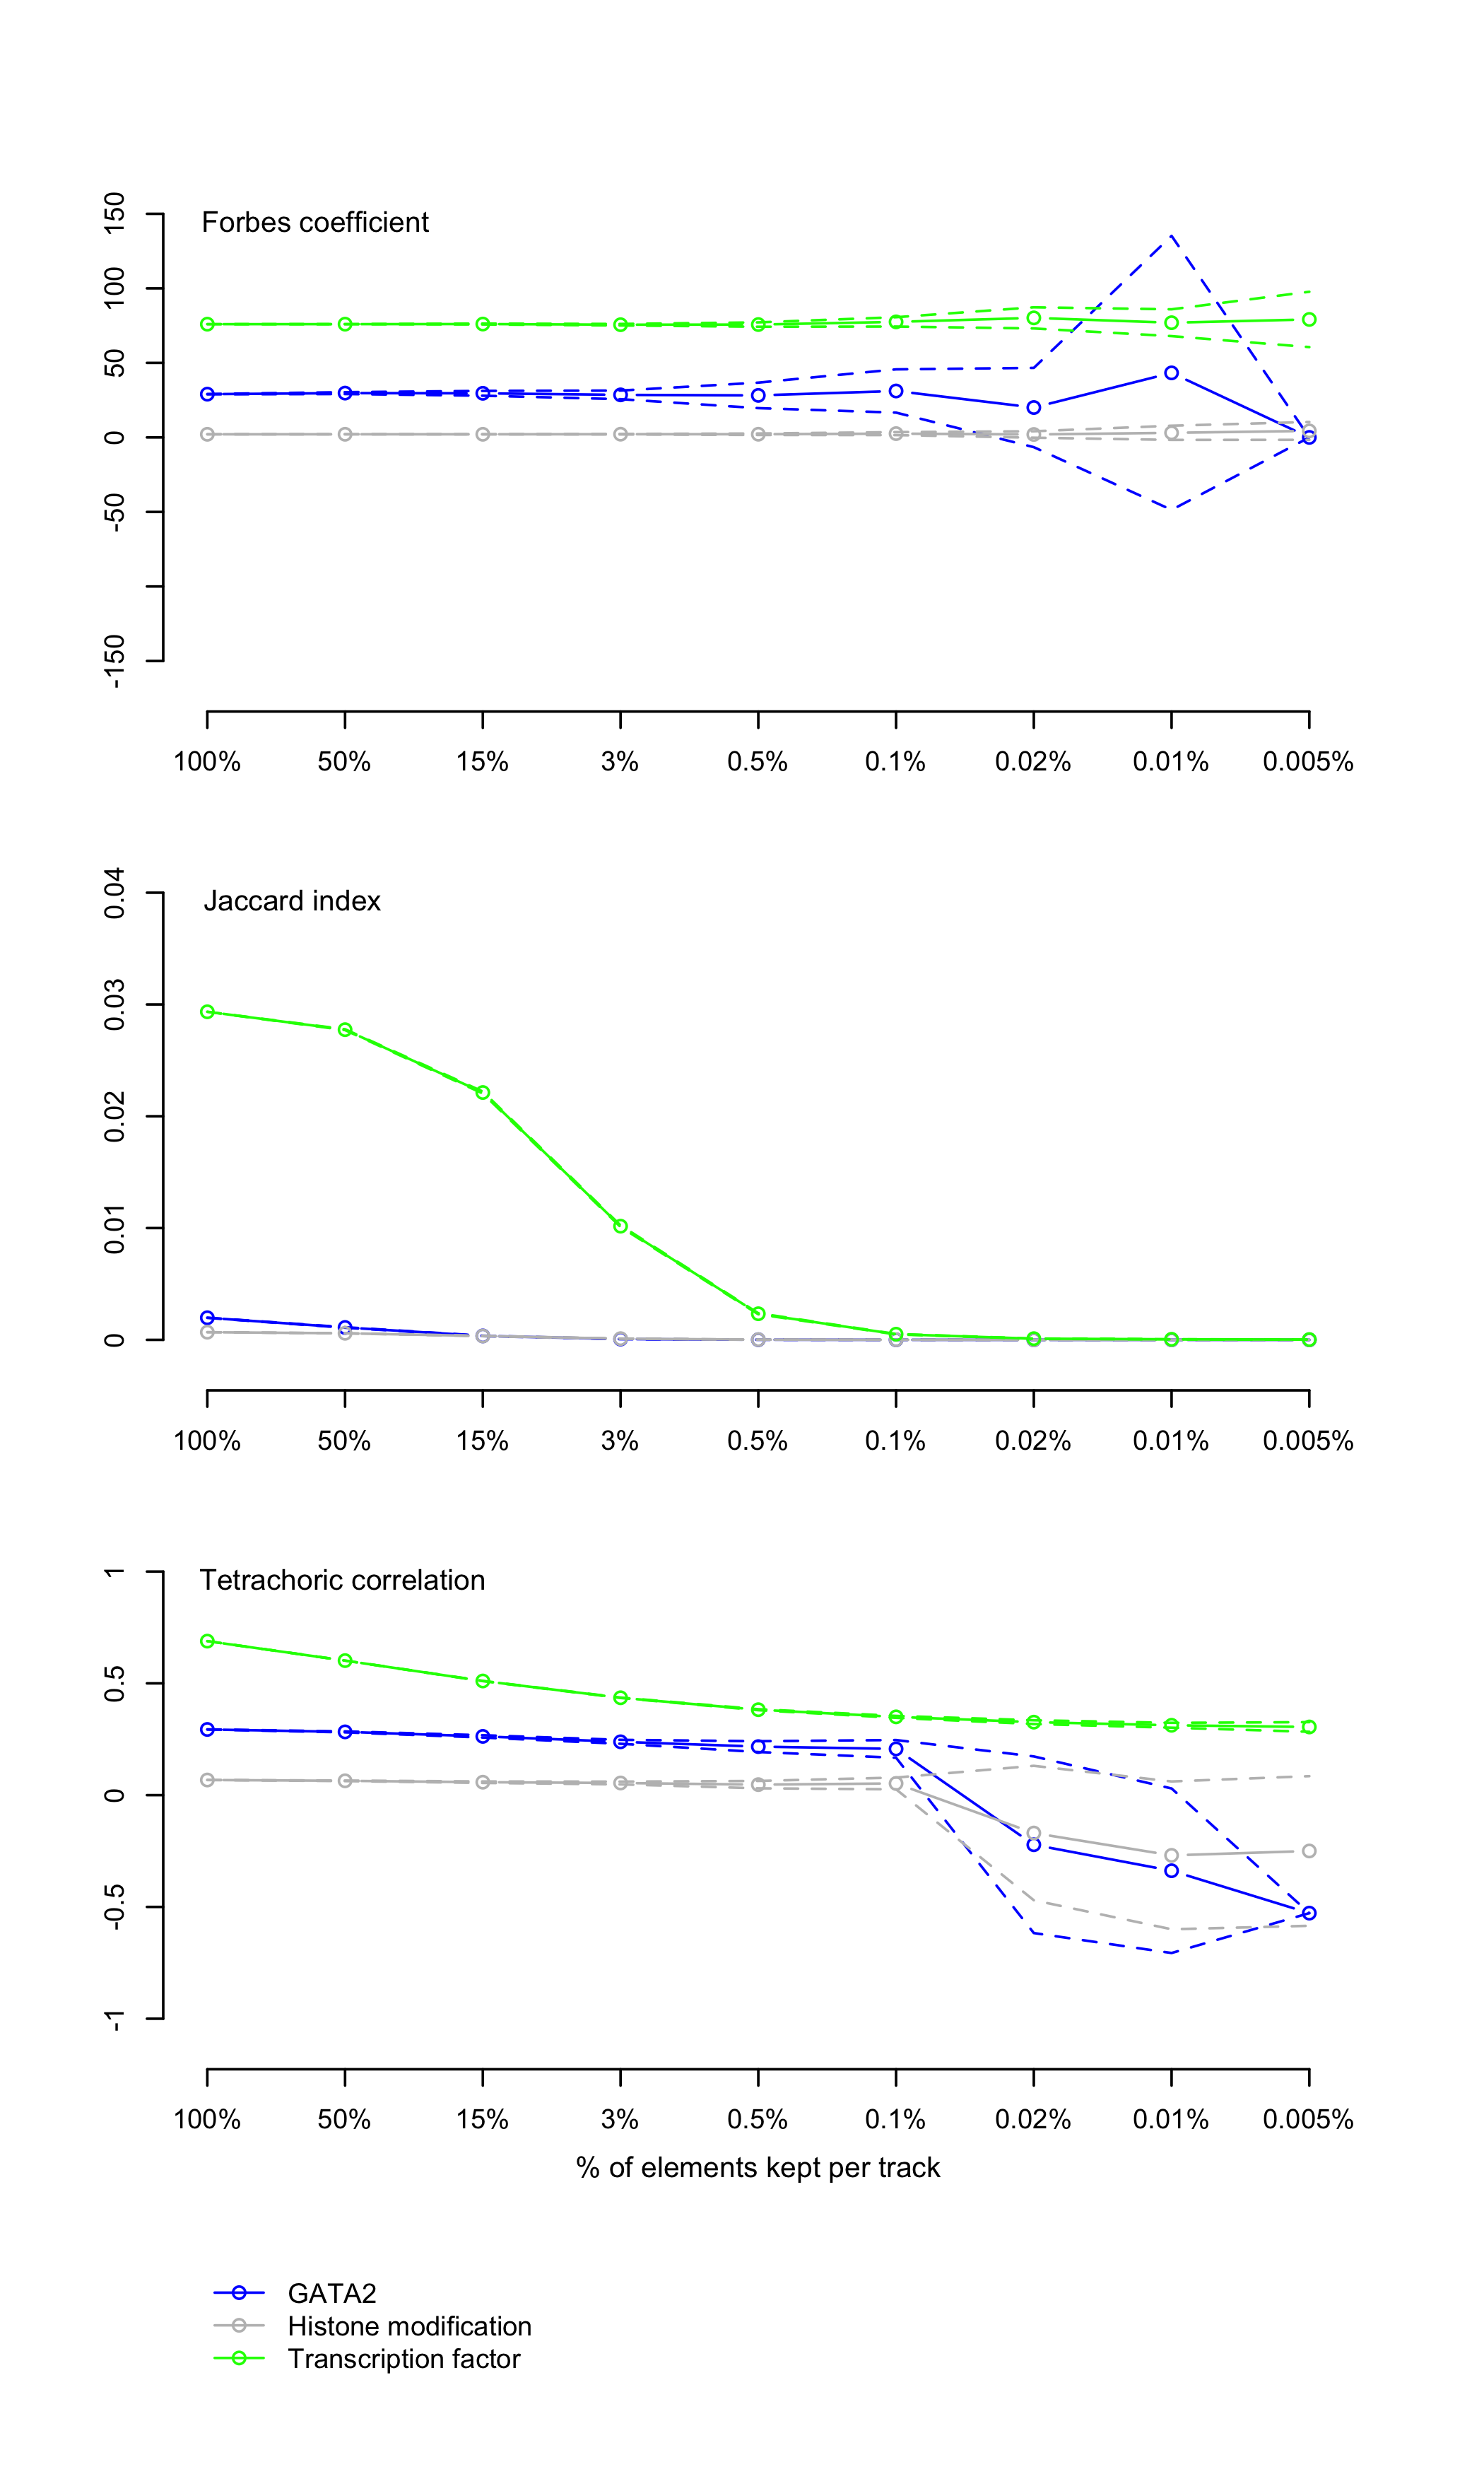 Forbes coefficient
150
100
50
0
-50
-150
100% 50% 15% 3% 0.5% 0.1% 0.02% 0.01% 0.005%
Jaccard index
0.04
0.03
0.02
0.01
0
100% 50% 15% 3% 0.5% 0.1% 0.02% 0.01% 0.005%
Tetrachoric correlation
1
0.5
0
-0.5
-1
100% 50% 15% 3% 0.5% 0.1% 0.02% 0.01% 0.005%
% of elements kept per track
GATA2
Histone modification
Transcription factor